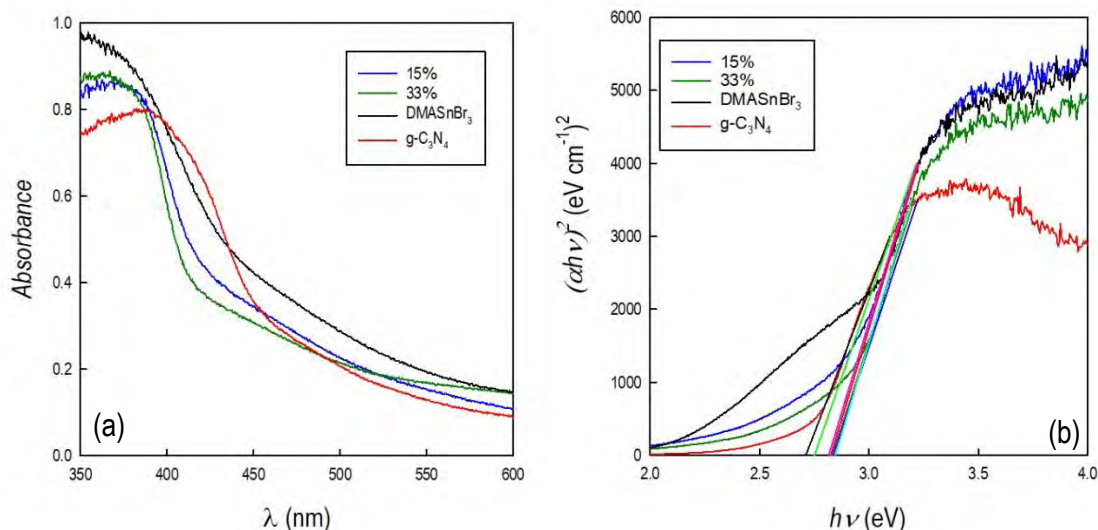 1.0
0.8
0.6
0.4
0.2
0.0
Absorbance
15%
33%
DMASnBr₃
g-C₃N₄
(a)
350 400 450 500 550 600
λ (nm)
6000
5000
4000
3000
2000
1000
0
(αhν)² (eV cm⁻¹)²
15%
33%
DMASnBr₃
g-C₃N₄
(b)
2.0 2.5 3.0 3.5 4.0
hν (eV)